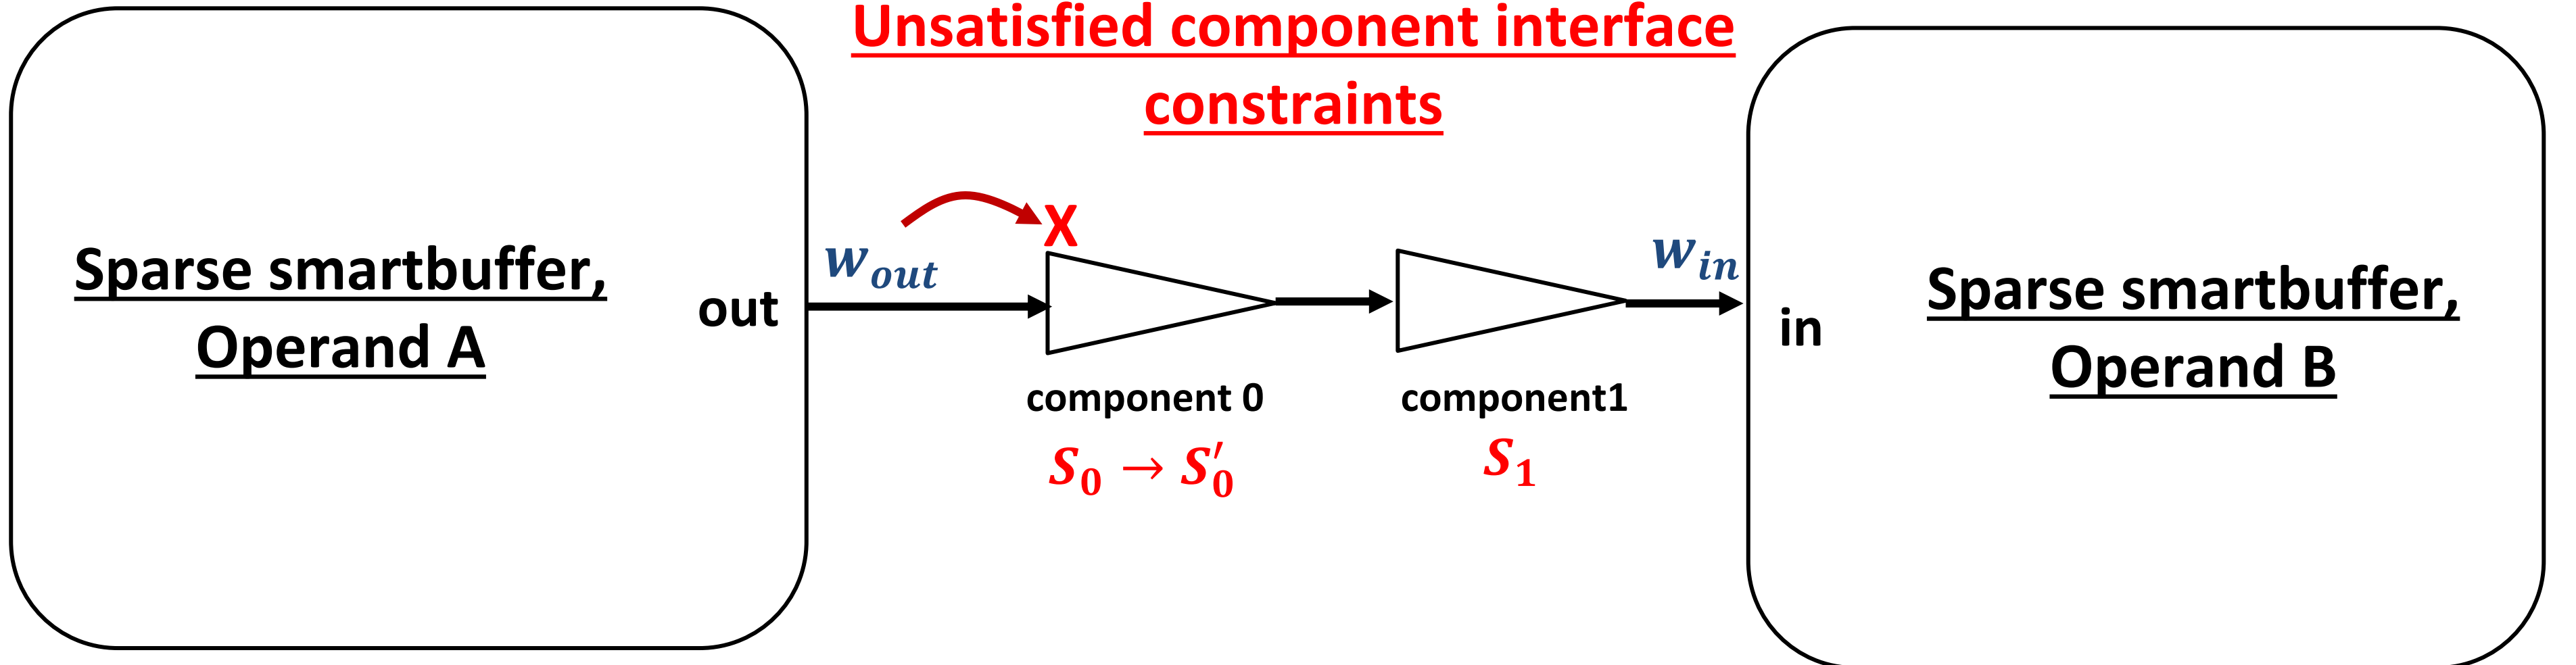 Unsatisfied component interface
constraints
Sparse smartbuffer,
Operand A
out
w_out
X
w_in
in
Sparse smartbuffer,
Operand B
component 0
component1
S_0 → S'_0
S_1